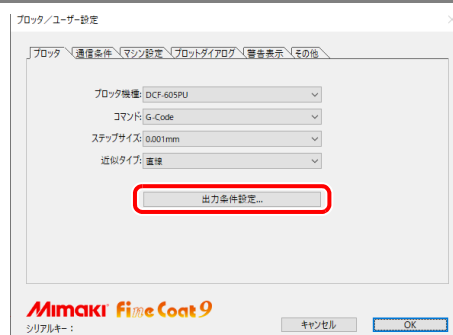 プロッタ／ユーザー設定
プロッタ 通信条件 マシン設定 プロットダイアログ 警告表示 その他
プロッタ機種: DCF-605PU
コマンド: G-Code
ステップサイズ: 0.001mm
近似タイプ: 直線
出力条件設定...
Mimaki Fine Coat 9
シリアルキー：
キャンセル OK